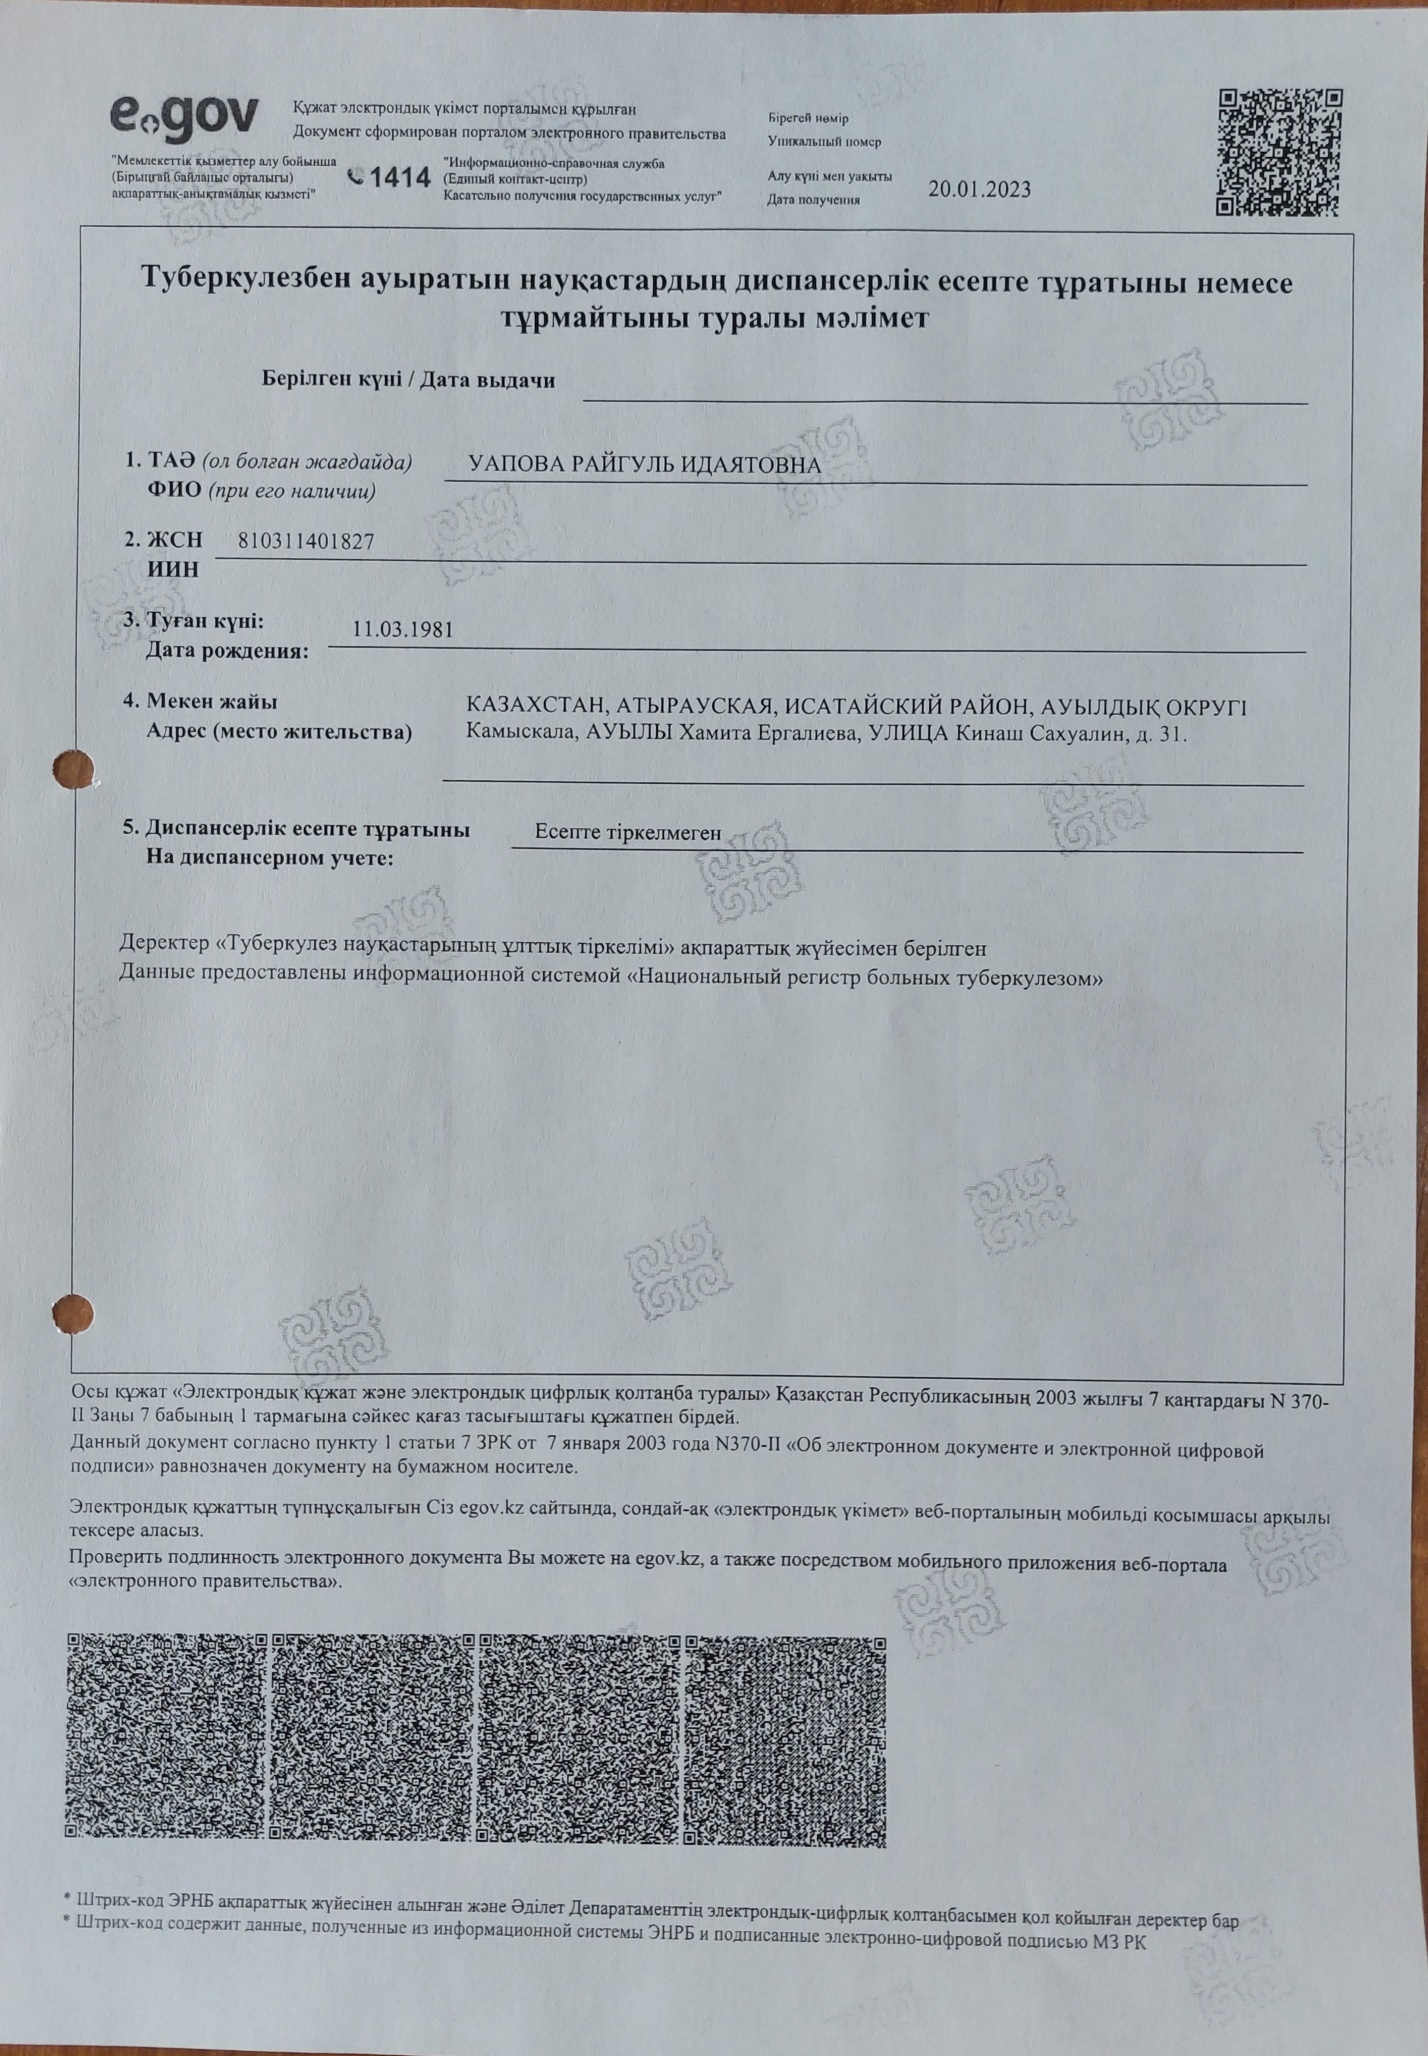 e.gov
Құжат электрондық үкімет порталымен құрылған
Документ сформирован порталом электронного правительства
"Мемлекеттік қызметтер алу бойынша
(Бірыңғай байланыс орталығы)
ақпараттық-анықтамалық қызметі"
1414
"Информационно-справочная служба
(Единый контакт-центр)
Касательно получения государственных услуг"
Бірегей нөмір
Уникальный номер
Алу күні мен уақыты
Дата получения
20.01.2023
Туберкулезбен ауыратын науқастардың диспансерлік есепте тұратыны немесе
тұрмайтыны туралы мәлімет
Берілген күні / Дата выдачи
1. ТАӘ (ол болған жағдайда) УАПОВА РАЙГУЛЬ ИДАЯТОВНА
ФИО (при его наличии)
2. ЖСН 810311401827
ИИН
3. Туған күні: 11.03.1981
Дата рождения:
4. Мекен жайы КАЗАХСТАН, АТЫРАУСКАЯ, ИСАТАЙСКИЙ РАЙОН, АУЫЛДЫҚ ОКРУГІ
Адрес (место жительства) Камыскала, АУЫЛЫ Хамита Ергалиева, УЛИЦА Кинаш Сахуалин, д. 31.
5. Диспансерлік есепте тұратыны Есепте тіркелмеген
На диспансерном учете:
Деректер «Туберкулез науқастарының ұлттық тіркелімі» ақпараттық жүйесімен берілген
Данные предоставлены информационной системой «Национальный регистр больных туберкулезом»
Осы құжат «Электрондық құжат және электрондық цифрлық қолтаңба туралы» Қазақстан Республикасының 2003 жылғы 7 қаңтардағы N 370-
II Заңы 7 бабының 1 тармағына сәйкес қағаз тасығыштағы құжатпен бірдей.
Данный документ согласно пункту 1 статьи 7 ЗРК от 7 января 2003 года N370-II «Об электронном документе и электронной цифровой
подписи» равнозначен документу на бумажном носителе.
Электрондық құжаттың түпнұсқалығын Сіз egov.kz сайтында, сондай-ақ «электрондық үкімет» веб-порталының мобильді қосымшасы арқылы
тексере аласыз.
Проверить подлинность электронного документа Вы можете на egov.kz, а также посредством мобильного приложения веб-портала
«электронного правительства».
* Штрих-код ЭРНБ ақпараттық жүйесінен алынған және Әділет Департаменттің электрондық-цифрлық қолтаңбасымен қол қойылған деректер бар
* Штрих-код содержит данные, полученные из информационной системы ЭНРБ и подписанные электронно-цифровой подписью МЗ РК